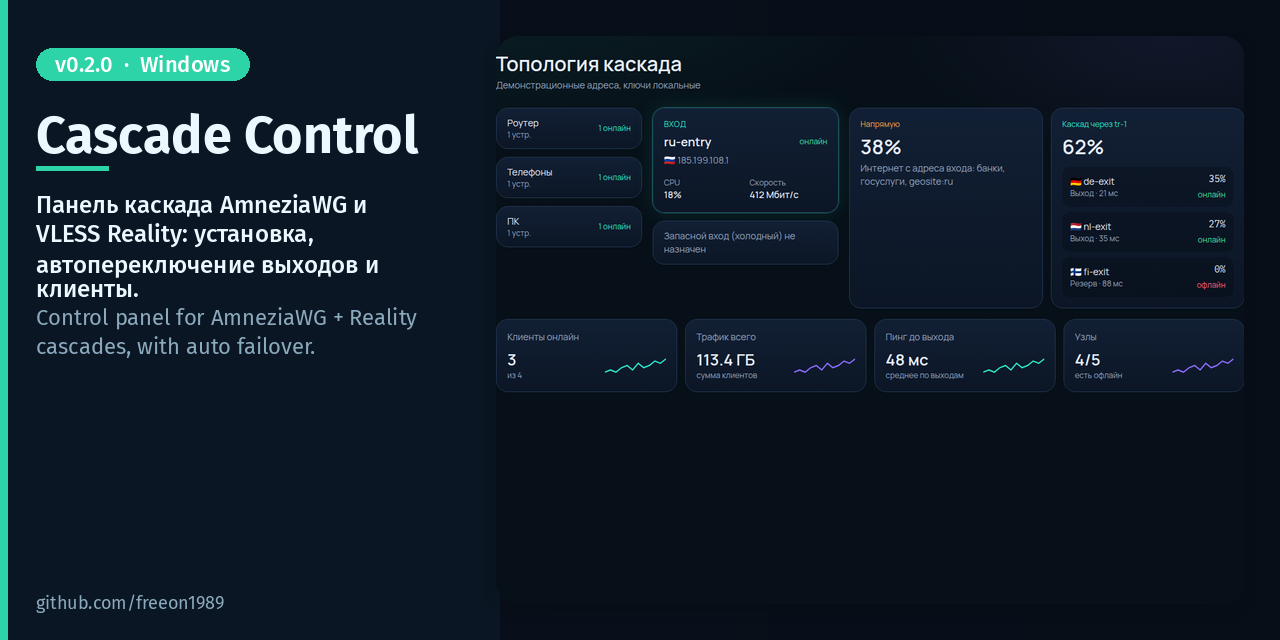 v0.2.0 · Windows
Cascade Control
Панель каскада AmneziaWG и
VLESS Reality: установка,
автопереключение выходов и
клиенты.
Control panel for AmneziaWG + Reality
cascades, with auto failover.
github.com/freeon1989
Топология каскада
Демонстрационные адреса, ключи локальные
Роутер
1 устр.
1 онлайн
Телефоны
1 устр.
1 онлайн
ПК
1 устр.
1 онлайн
ВХОД
ru-entry
онлайн
185.199.108.1
CPU
18%
Скорость
412 Мбит/с
Запасной вход (холодный) не
назначен
Напрямую
38%
Интернет с адреса входа: банки,
госуслуги, geosite:ru
Каскад через tr-1
62%
de-exit
Выход · 21 мс
35%
онлайн
nl-exit
Выход · 35 мс
27%
онлайн
fi-exit
Резерв · 88 мс
0%
офлайн
Клиенты онлайн
3
из 4
Трафик всего
113.4 ГБ
сумма клиентов
Пинг до выхода
48 мс
среднее по выходам
Узлы
4/5
есть офлайн